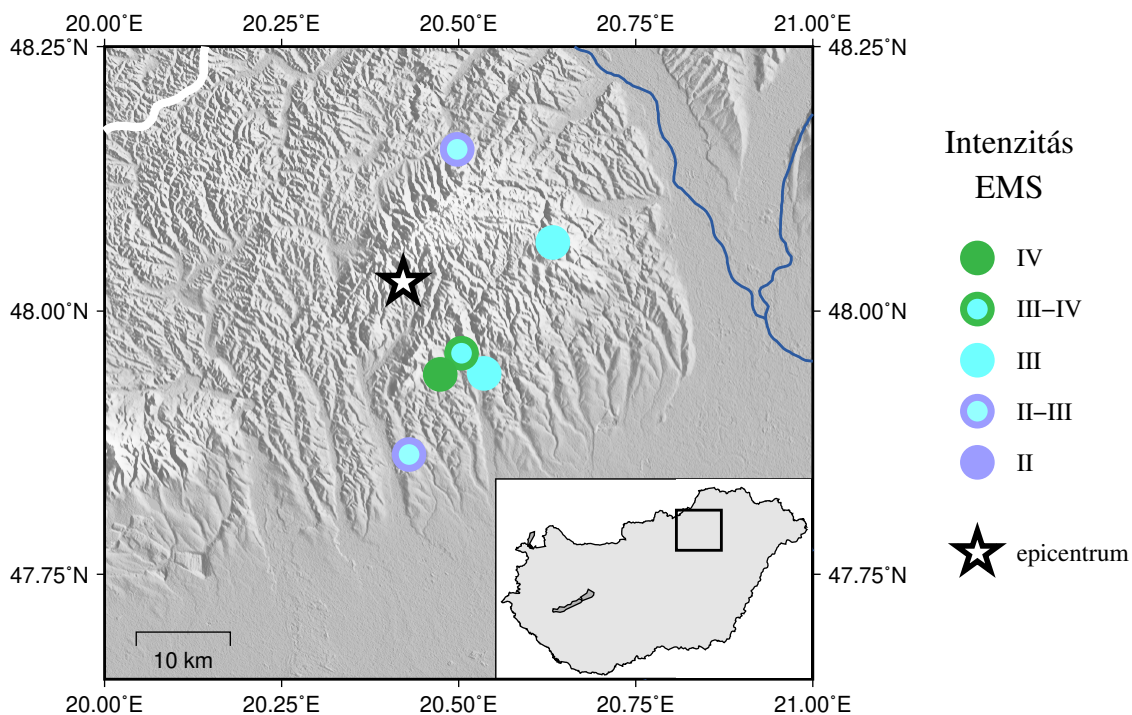 20.00°E 20.25°E 20.50°E 20.75°E 21.00°E
48.25°N 48.25°N
48.00°N 48.00°N
47.75°N 47.75°N
10 km
20.00°E 20.25°E 20.50°E 20.75°E 21.00°E
Intenzitás
EMS
IV
III–IV
III
II–III
II
epicentrum